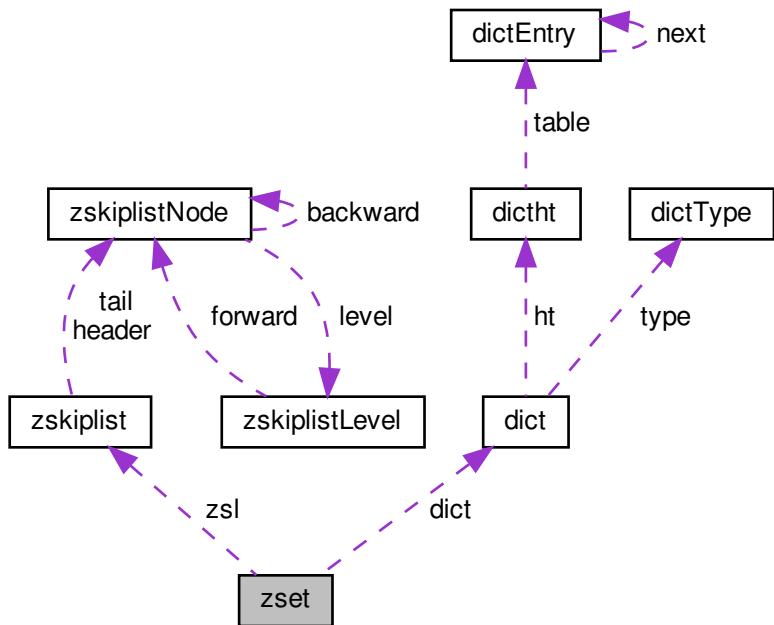 dictEntry
next
table
zskiplistNode
backward
dictht
dictType
tail
header
forward
level
ht
type
zskiplist
zskiplistLevel
dict
zsl
dict
zset